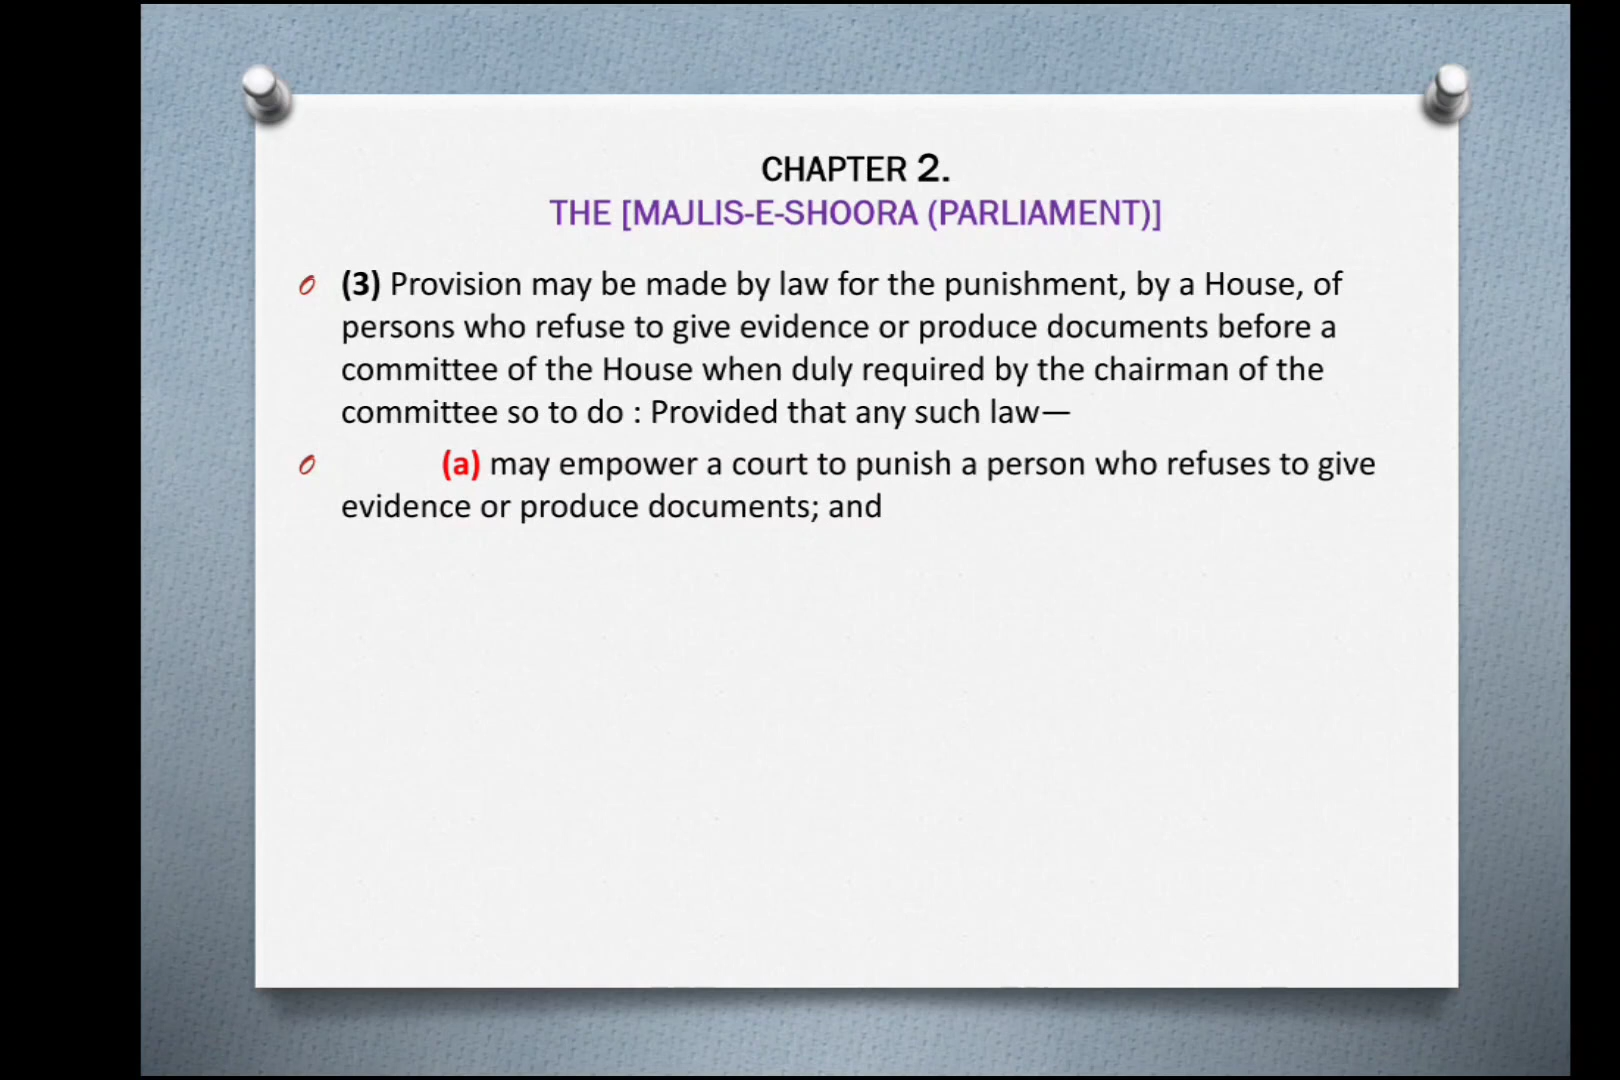 CHAPTER 2.
THE [MAJLIS-E-SHOORA (PARLIAMENT)]
(3) Provision may be made by law for the punishment, by a House, of
persons who refuse to give evidence or produce documents before a
committee of the House when duly required by the chairman of the
committee so to do : Provided that any such law—
(a) may empower a court to punish a person who refuses to give
evidence or produce documents; and